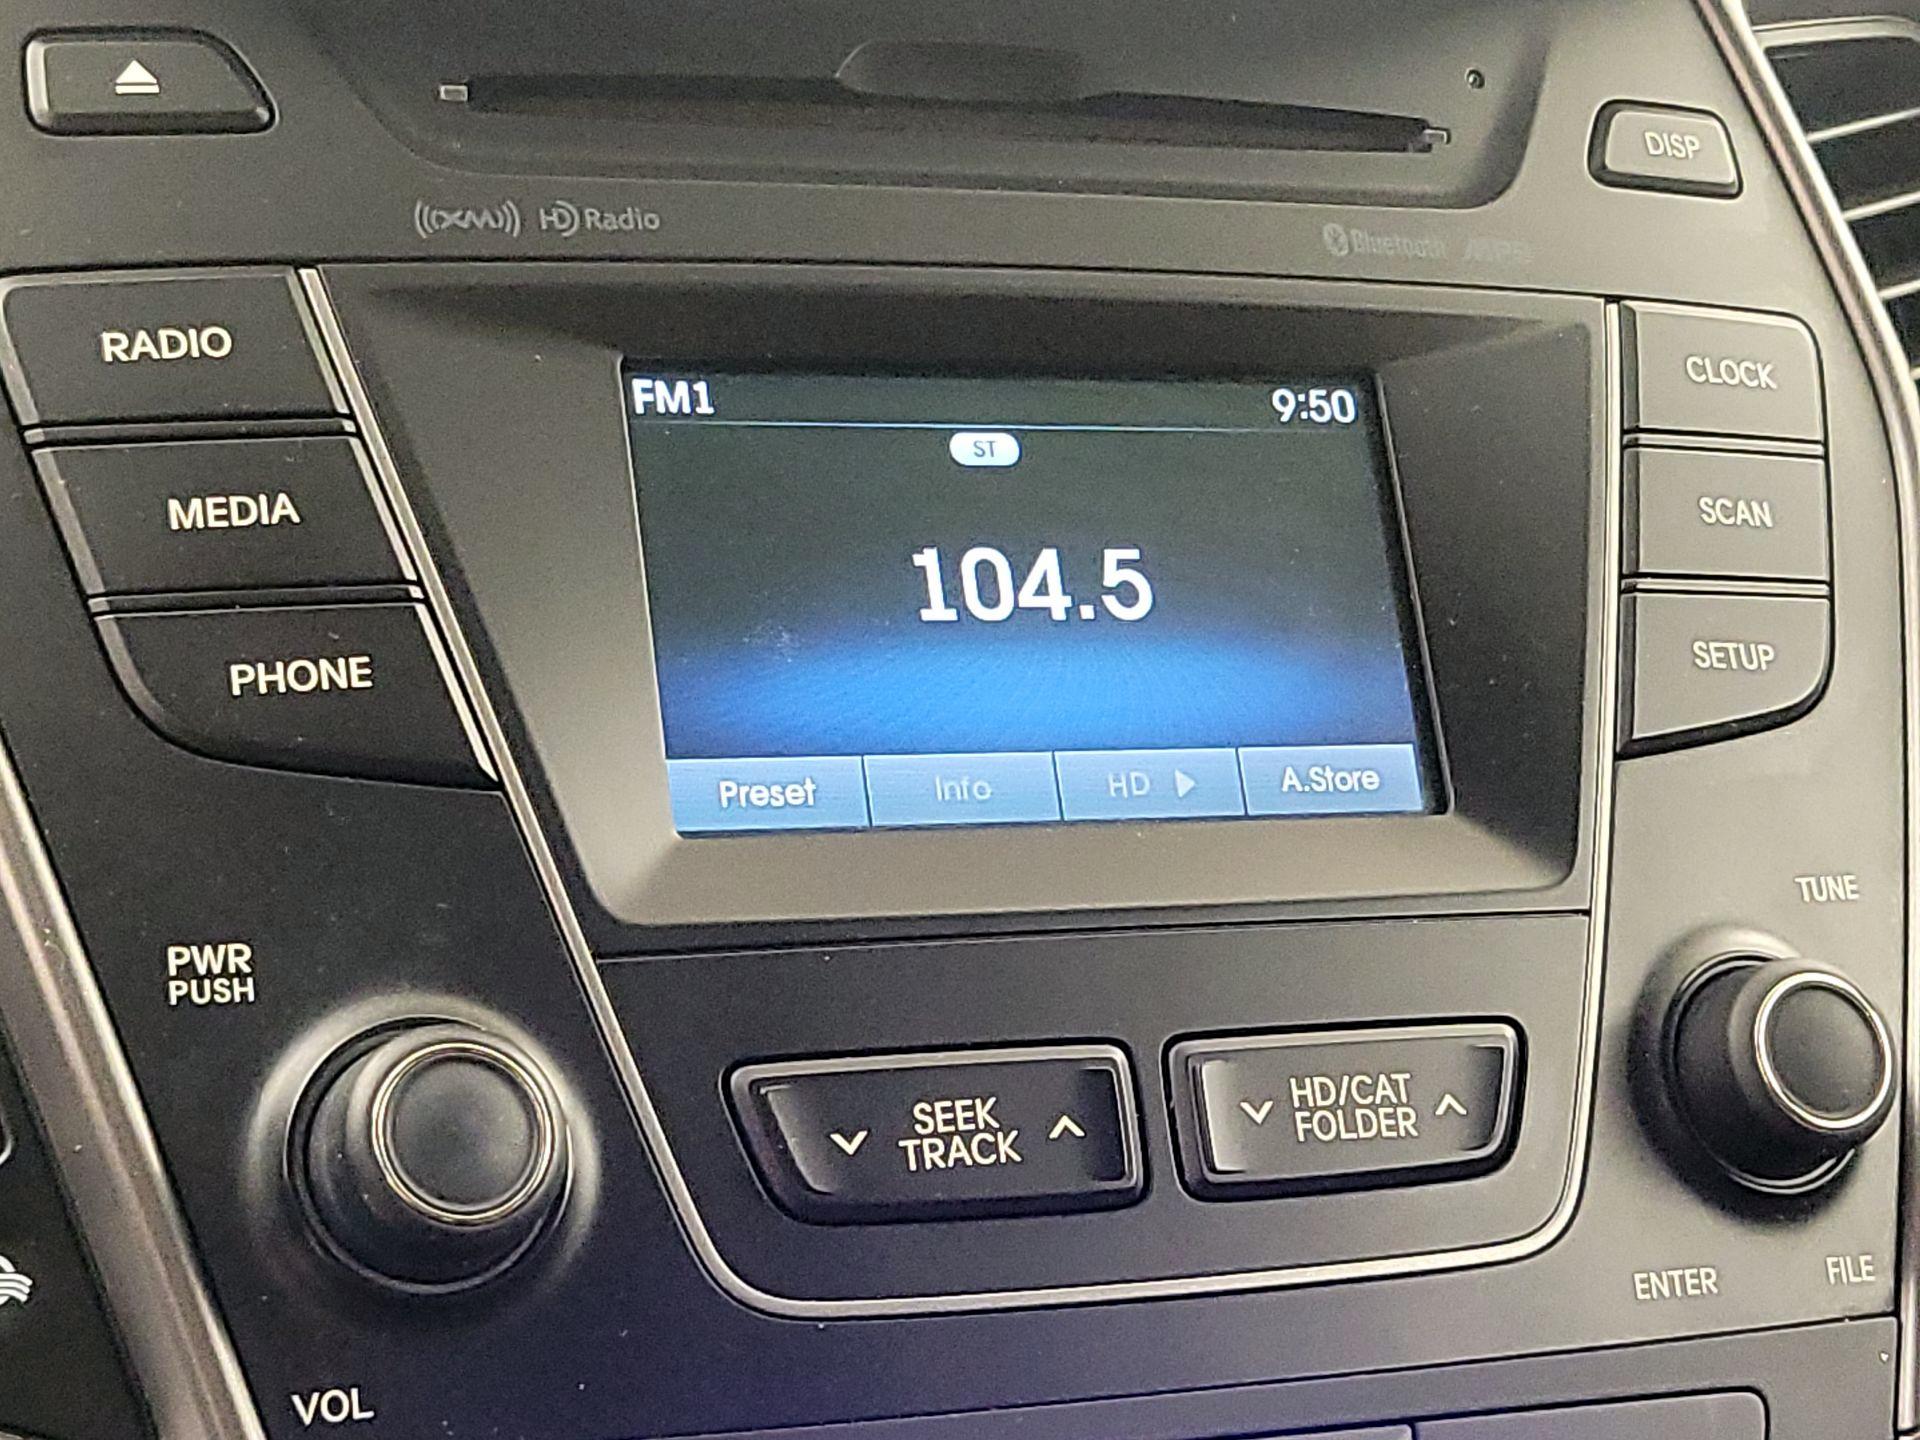 DISP
XM HD Radio
Bluetooth
RADIO
MEDIA
PHONE
FM1 9:50
ST
104.5
Preset Info HD A.Store
CLOCK
SCAN
SETUP
TUNE
PWR
PUSH
SEEK
TRACK
HD/CAT
FOLDER
ENTER FILE
VOL